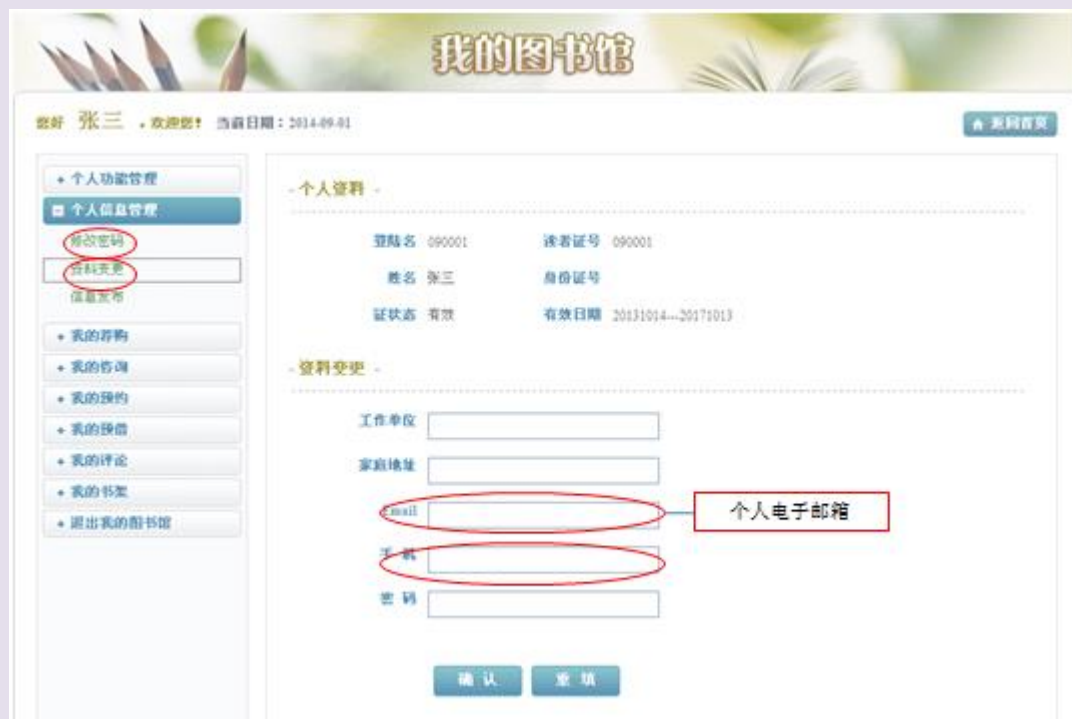 我的图书馆
您好 张三 ，欢迎您！ 当前日期：2014-09-01
返回首页
+ 个人功能管理
- 个人信息管理
修改密码
资料变更
信息发布
+ 我的荐购
+ 我的咨询
+ 我的预约
+ 我的预借
+ 我的评论
+ 我的书架
+ 退出我的图书馆
- 个人资料 -
登陆名 090001 读者证号 090001
姓名 张三 身份证号
证状态 有效 有效日期 20131014---20171013
- 资料变更 -
工作单位
家庭地址
Email
个人电子邮箱
手 机
密 码
确 认 重 填